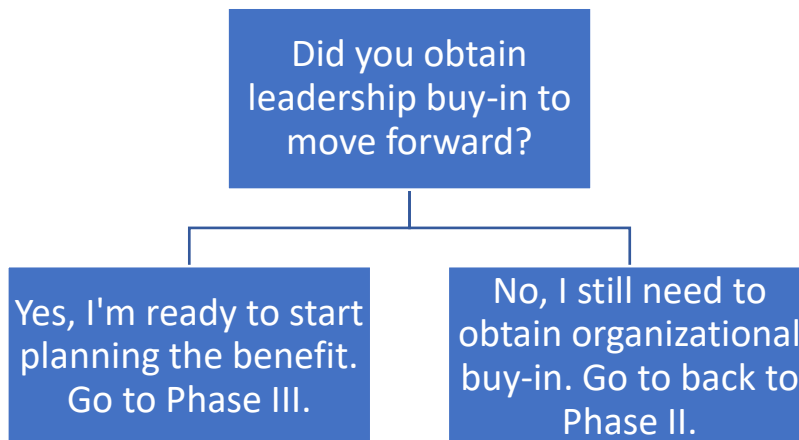 Did you obtain
leadership buy-in to
move forward?
Yes, I'm ready to start
planning the benefit.
Go to Phase III.
No, I still need to
obtain organizational
buy-in. Go to back to
Phase II.